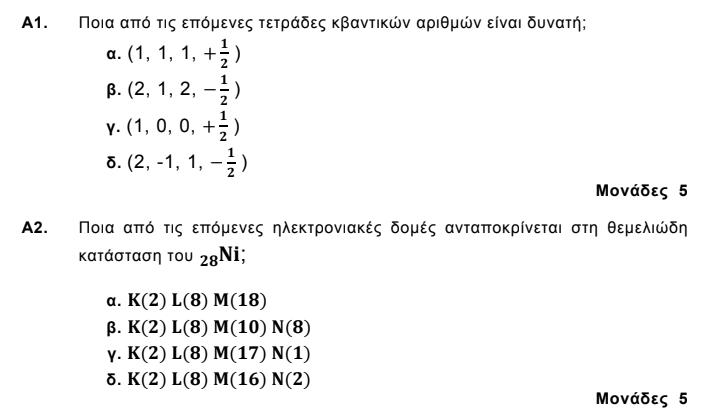 Α1. Ποια από τις επόμενες τετράδες κβαντικών αριθμών είναι δυνατή;
α. (1, 1, 1, +1/2 )
β. (2, 1, 2, −1/2 )
γ. (1, 0, 0, +1/2 )
δ. (2, -1, 1, −1/2 )
Μονάδες 5
Α2. Ποια από τις επόμενες ηλεκτρονιακές δομές ανταποκρίνεται στη θεμελιώδη
κατάσταση του ₂₈Ni;
α. K(2) L(8) M(18)
β. K(2) L(8) M(10) N(8)
γ. K(2) L(8) M(17) N(1)
δ. K(2) L(8) M(16) N(2)
Μονάδες 5